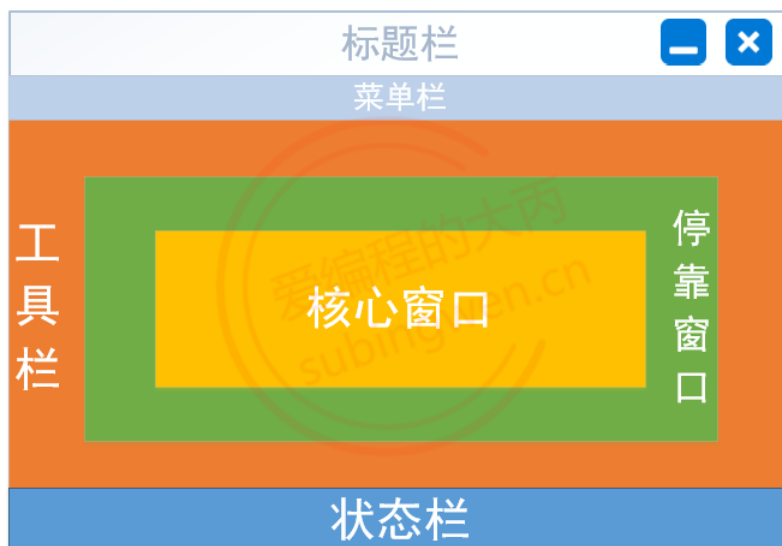 标题栏
菜单栏
工具栏
停靠窗口
核心窗口
爱编程的大丙
subingwen.cn
状态栏